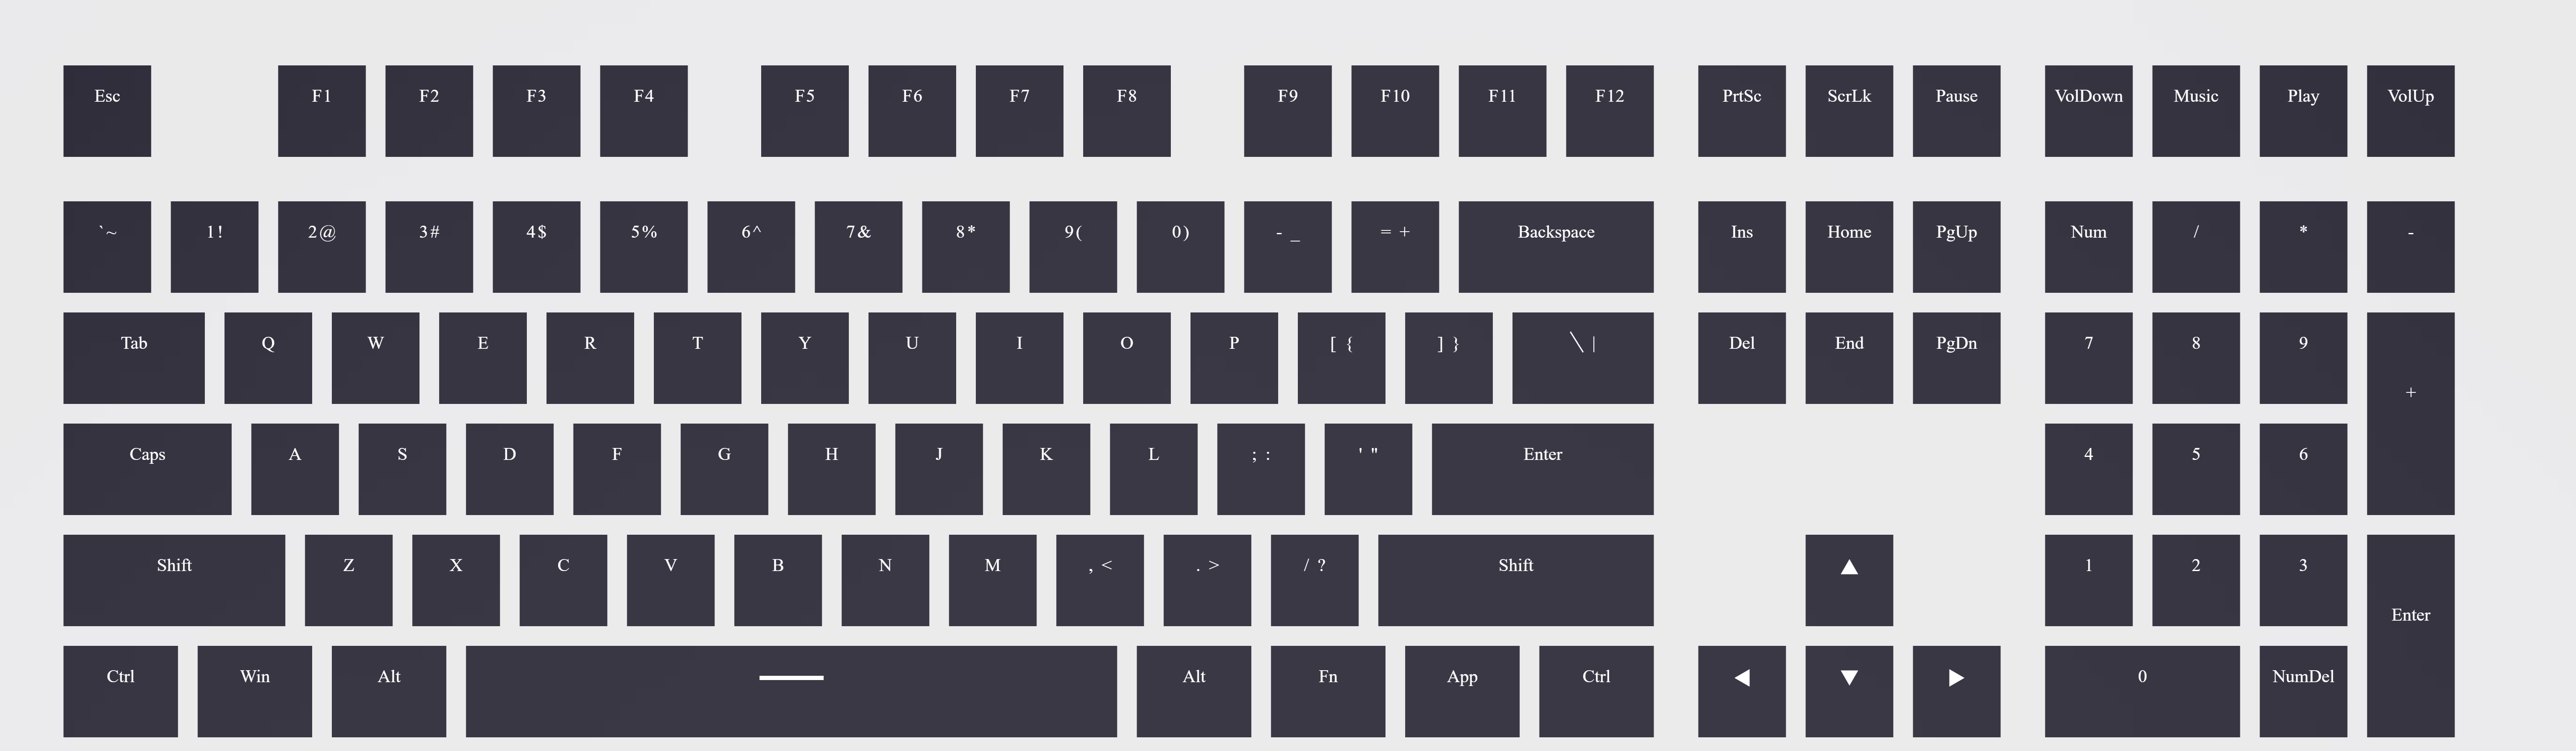 Esc F1 F2 F3 F4 F5 F6 F7 F8 F9 F10 F11 F12 PrtSc ScrLk Pause VolDown Music Play VolUp
`~ 1! 2@ 3# 4$ 5% 6^ 7& 8* 9( 0) - _ = + Backspace Ins Home PgUp Num / * -
Tab Q W E R T Y U I O P [ { ] } \ | Del End PgDn 7 8 9
+
Caps A S D F G H J K L ; : ' " Enter 4 5 6
Shift Z X C V B N M , < . > / ? Shift ▲ 1 2 3
Enter
Ctrl Win Alt Alt Fn App Ctrl ◀ ▼ ▶ 0 NumDel